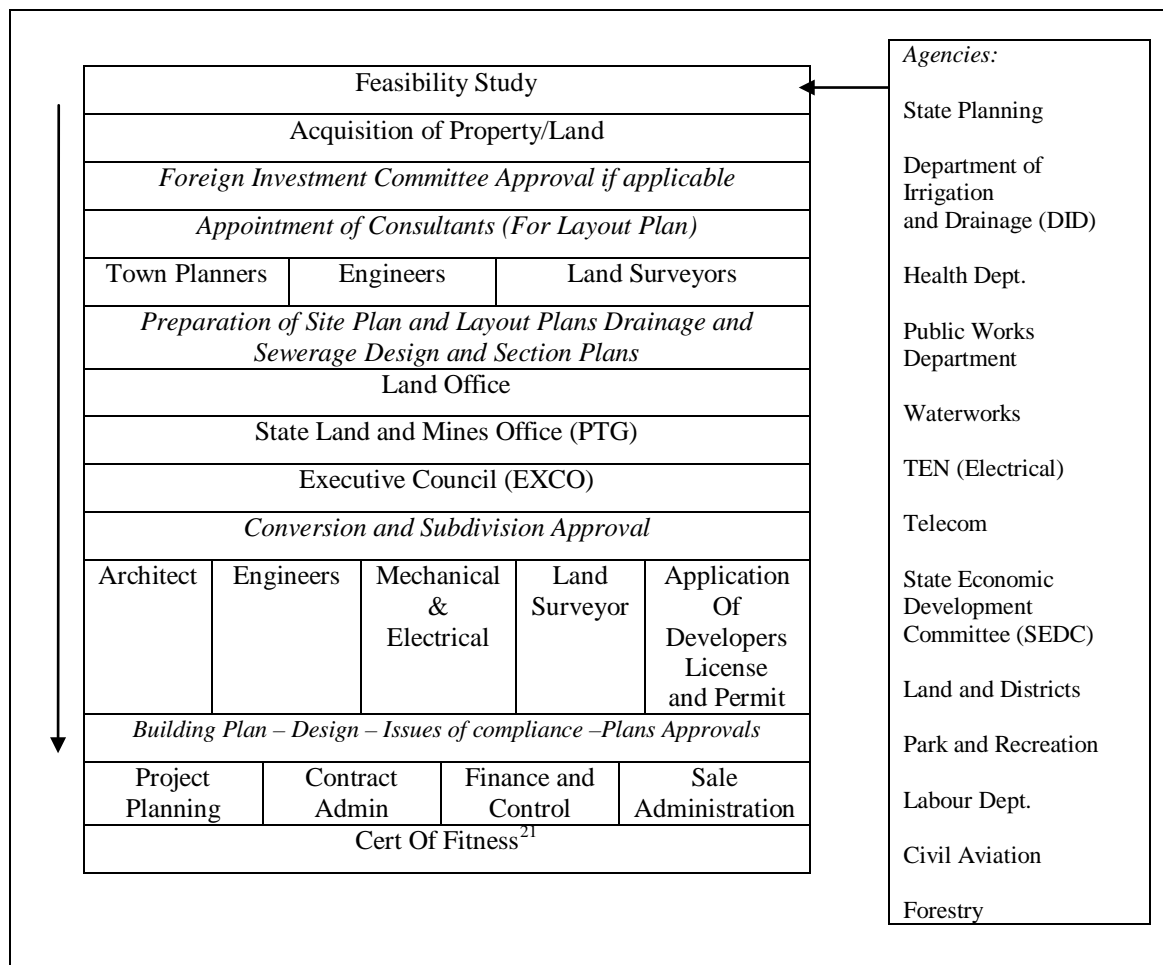 Feasibility Study
Acquisition of Property/Land
Foreign Investment Committee Approval if applicable
Appointment of Consultants (For Layout Plan)
Town Planners
Engineers
Land Surveyors
Preparation of Site Plan and Layout Plans Drainage and
Sewerage Design and Section Plans
Land Office
State Land and Mines Office (PTG)
Executive Council (EXCO)
Conversion and Subdivision Approval
Architect
Engineers
Mechanical
&
Electrical
Land
Surveyor
Application
Of
Developers
License
and Permit
Building Plan – Design – Issues of compliance –Plans Approvals
Project
Planning
Contract
Admin
Finance and
Control
Sale
Administration
Cert Of Fitness21
Agencies:
State Planning
Department of
Irrigation
and Drainage (DID)
Health Dept.
Public Works
Department
Waterworks
TEN (Electrical)
Telecom
State Economic
Development
Committee (SEDC)
Land and Districts
Park and Recreation
Labour Dept.
Civil Aviation
Forestry